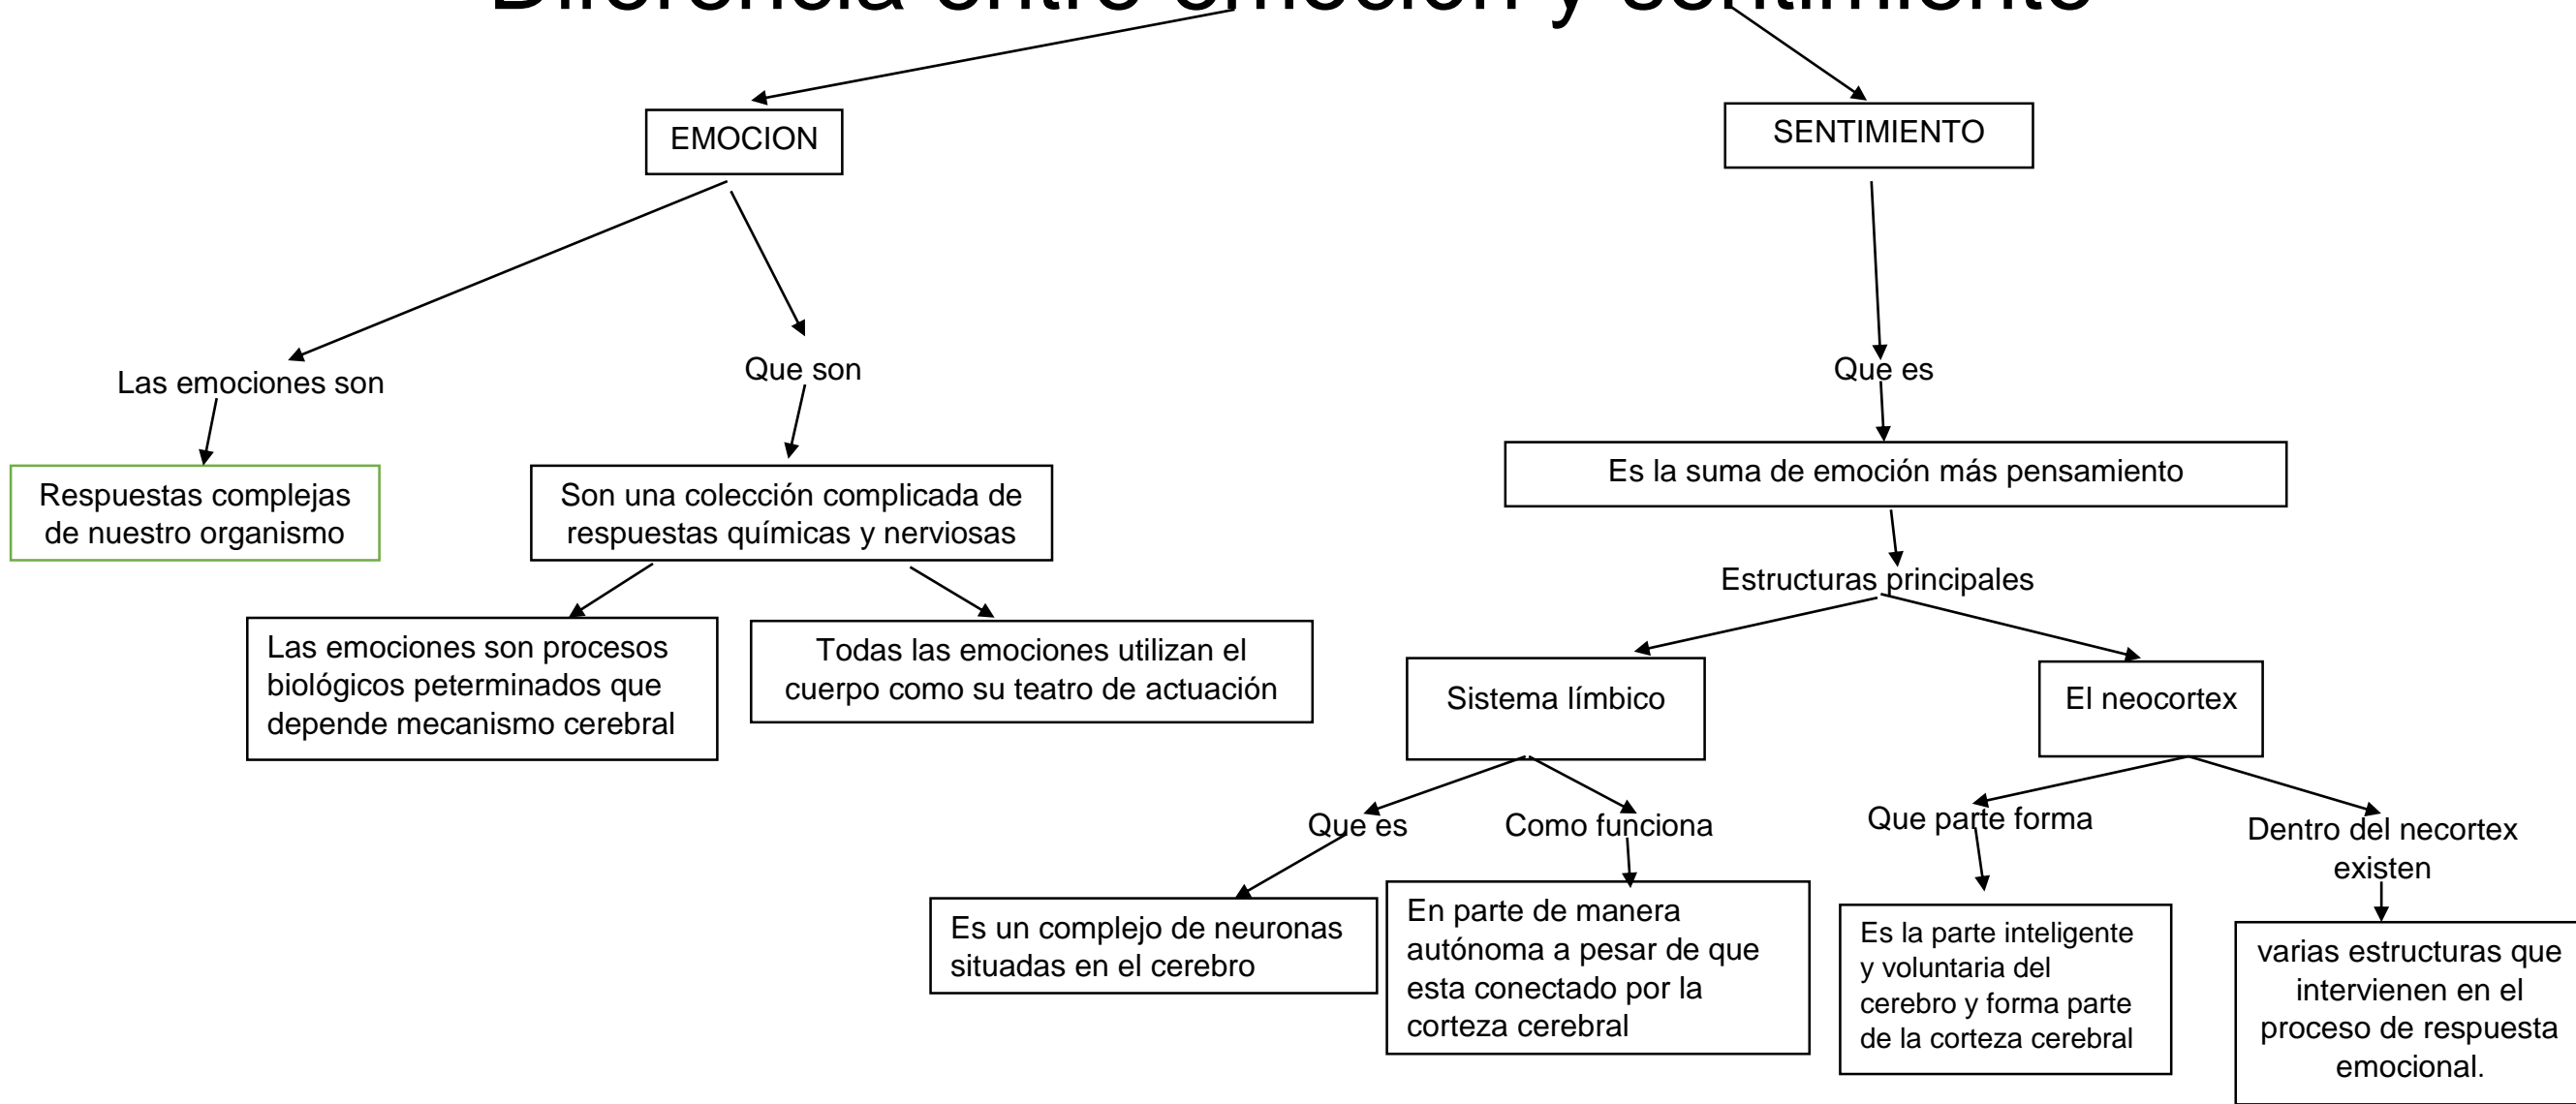 Diferencia entre emoción y sentimiento
EMOCION
SENTIMIENTO
Las emociones son
Que son
Que es
Respuestas complejas
de nuestro organismo
Son una colección complicada de
respuestas químicas y nerviosas
Es la suma de emoción más pensamiento
Estructuras principales
Las emociones son procesos
biológicos peterminados que
depende mecanismo cerebral
Todas las emociones utilizan el
cuerpo como su teatro de actuación
Sistema límbico
El neocortex
Que es
Como funciona
Que parte forma
Dentro del necortex
existen
Es un complejo de neuronas
situadas en el cerebro
En parte de manera
autónoma a pesar de que
esta conectado por la
corteza cerebral
Es la parte inteligente
y voluntaria del
cerebro y forma parte
de la corteza cerebral
varias estructuras que
intervienen en el
proceso de respuesta
emocional.